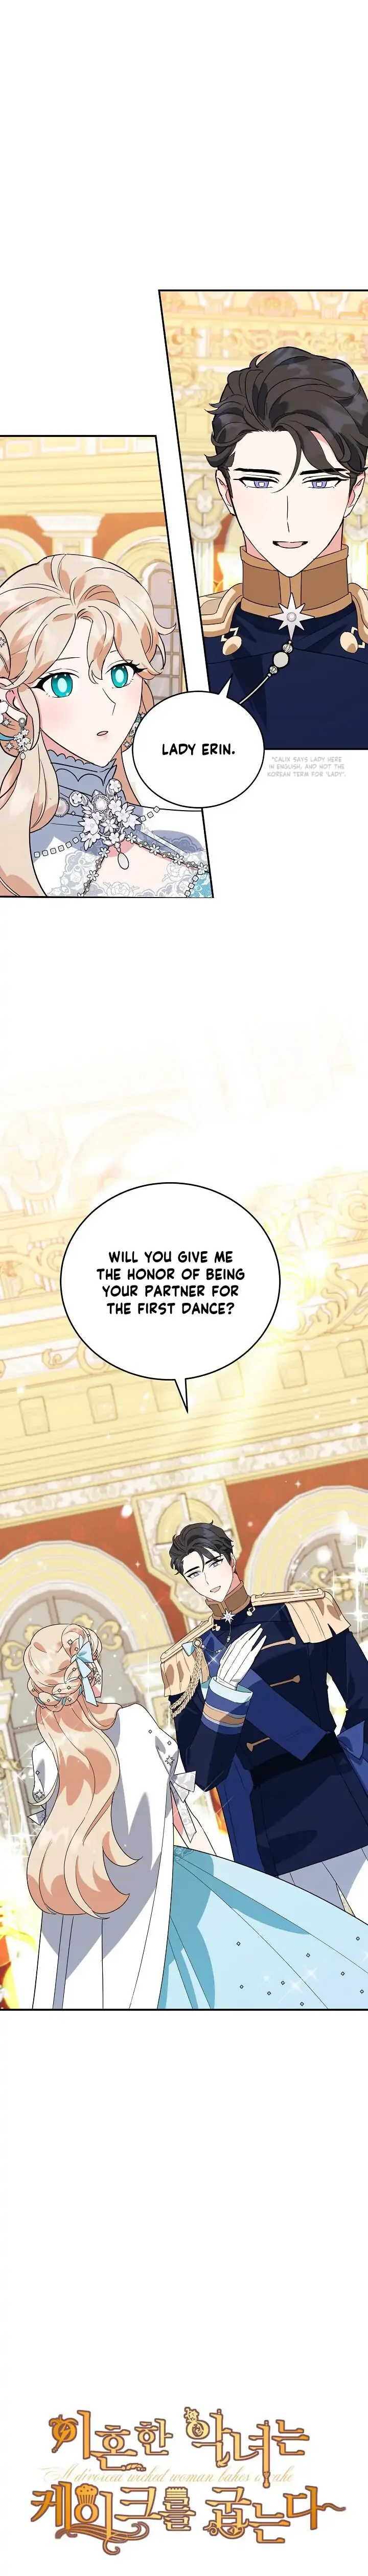 LADY ERIN.
*CALIX SAYS LADY HERE
IN ENGLISH, AND NOT THE
KOREAN TERM FOR 'LADY'.
WILL YOU GIVE ME
THE HONOR OF BEING
YOUR PARTNER FOR
THE FIRST DANCE?
이혼한 악녀는
A divorced wicked woman bakes a cake
케이크를 굽는다~